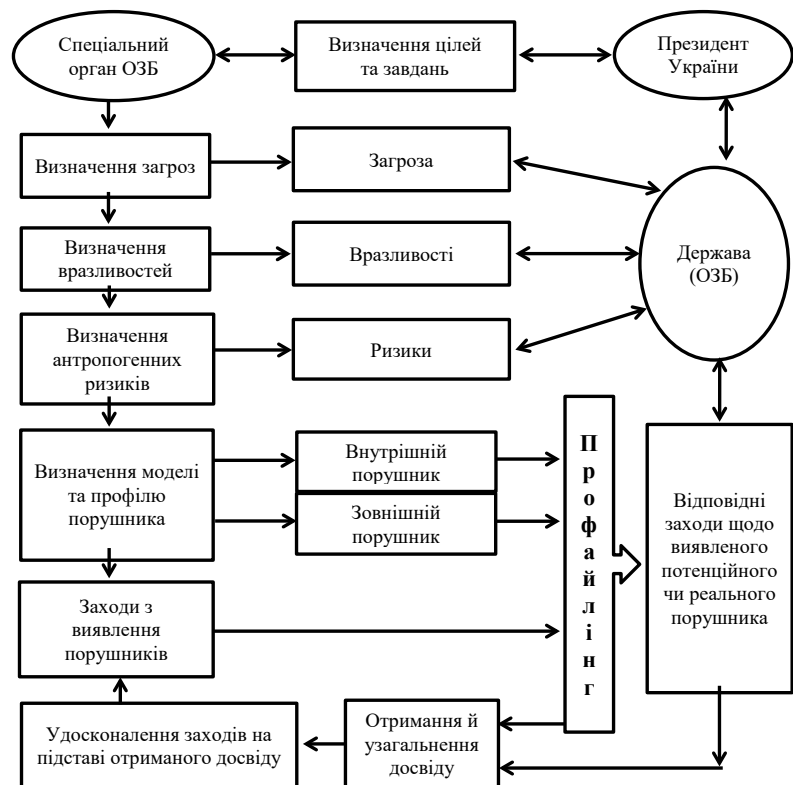 Спеціальний
орган ОЗБ
Визначення цілей
та завдань
Президент
України
Визначення загроз
Загроза
Визначення
вразливостей
Вразливості
Держава
(ОЗБ)
Визначення
антропогенних
ризиків
Ризики
Визначення моделі
та профілю
порушника
Внутрішній
порушник
Зовнішній
порушник
П
р
о
ф
а
й
л
і
н
г
Відповідні
заходи щодо
виявленого
потенційного
чи реального
порушника
Заходи з
виявлення
порушників
Удосконалення заходів на
підставі отриманого досвіду
Отримання й
узагальнення
досвіду